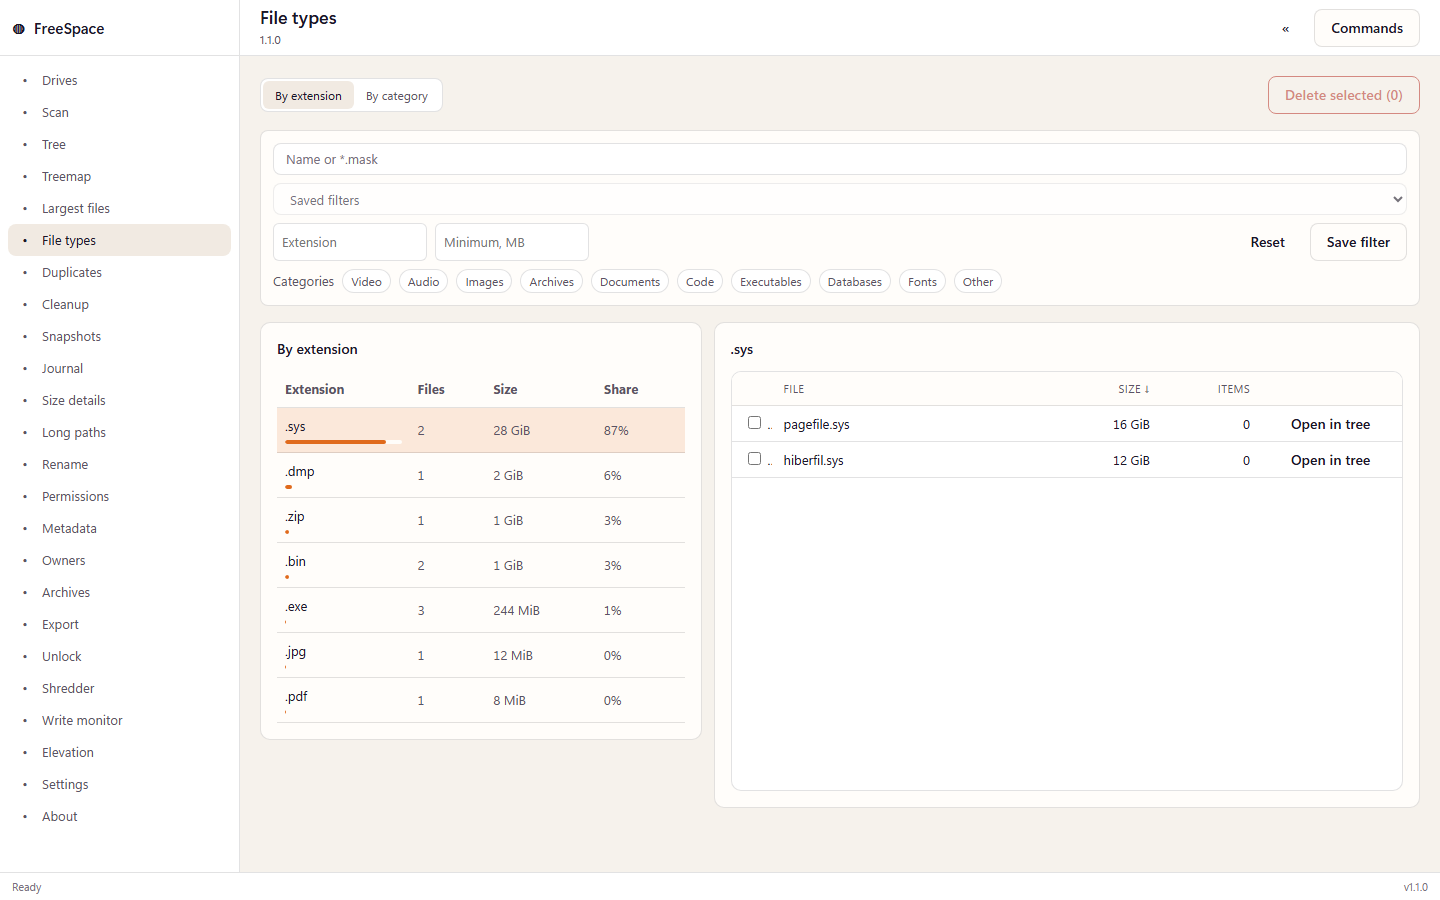 FreeSpace
Drives
Scan
Tree
Treemap
Largest files
File types
Duplicates
Cleanup
Snapshots
Journal
Size details
Long paths
Rename
Permissions
Metadata
Owners
Archives
Export
Unlock
Shredder
Write monitor
Elevation
Settings
About
File types
1.1.0
« Commands
By extension By category
Delete selected (0)
Name or *.mask
Saved filters
Extension Minimum, MB Reset Save filter
Categories Video Audio Images Archives Documents Code Executables Databases Fonts Other
By extension
Extension Files Size Share
.sys 2 28 GiB 87%
.dmp 1 2 GiB 6%
.zip 1 1 GiB 3%
.bin 2 1 GiB 3%
.exe 3 244 MiB 1%
.jpg 1 12 MiB 0%
.pdf 1 8 MiB 0%
.sys
FILE SIZE ↓ ITEMS
.. pagefile.sys 16 GiB 0 Open in tree
.. hiberfil.sys 12 GiB 0 Open in tree
Ready
v1.1.0